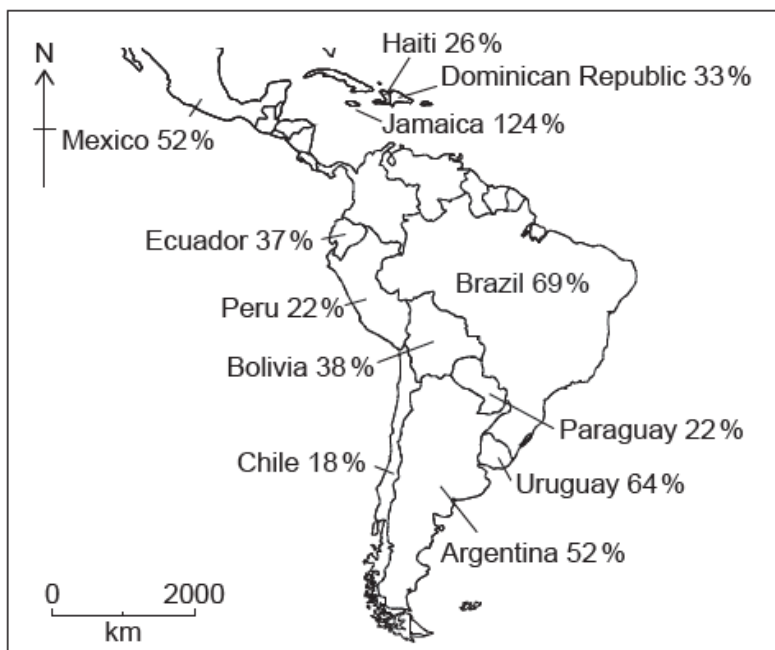 N
Haiti 26%
Dominican Republic 33%
Jamaica 124%
Mexico 52%
Ecuador 37%
Brazil 69%
Peru 22%
Bolivia 38%
Paraguay 22%
Chile 18%
Uruguay 64%
Argentina 52%
0 2000
km